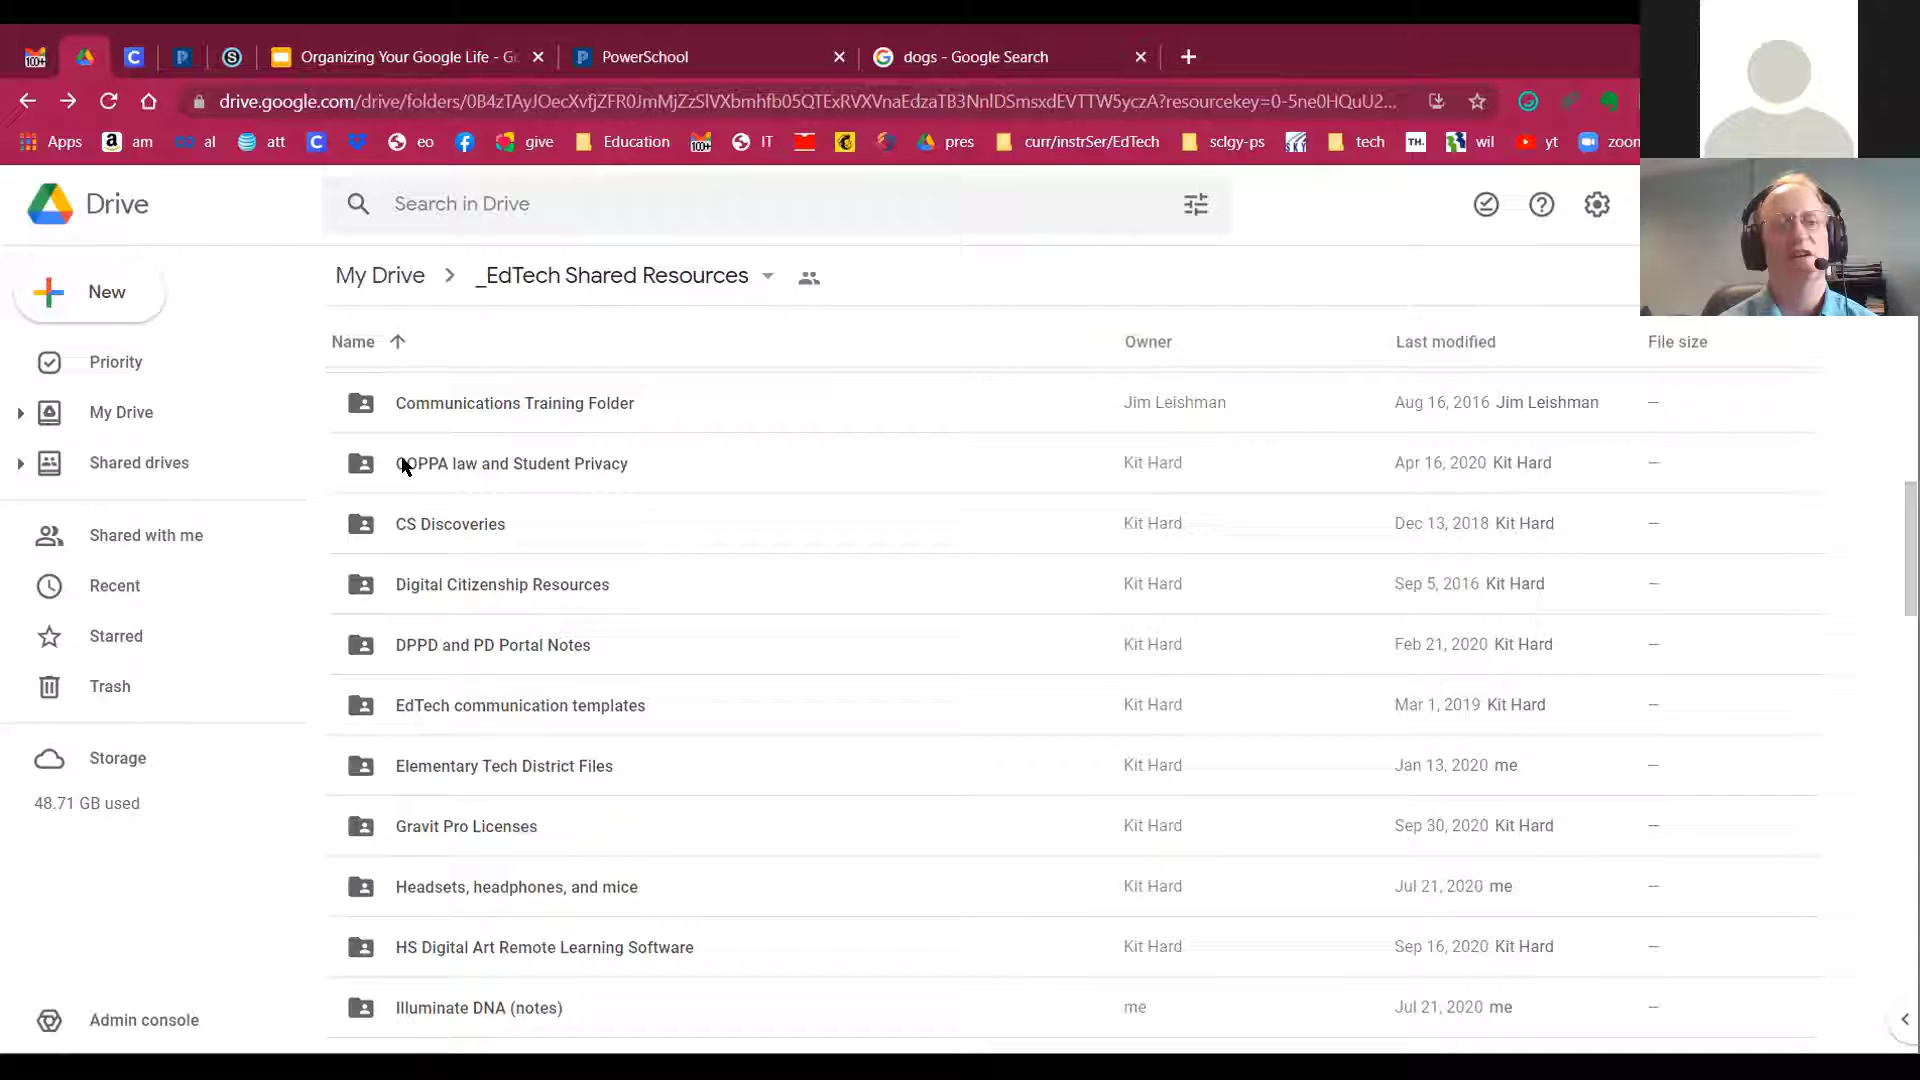 Organizing Your Google Life - Go
PowerSchool
dogs - Google Search
drive.google.com/drive/folders/0B4zTAyJOecXvfjZFR0JmMjZzSlVXbmhfb05QTExRVXVnaEdzaTB3NnlDSmsxdEVTTW5yczA?resourcekey=0-5ne0HQuU2...
Apps am al att eo give Education IT pres curr/instrSer/EdTech sclgy-ps tech TH. wil yt zoom
Drive
Search in Drive
New
My Drive > _EdTech Shared Resources
Name Owner Last modified File size
Priority
My Drive
Shared drives
Shared with me
Recent
Starred
Trash
Storage
48.71 GB used
Admin console
Communications Training Folder Jim Leishman Aug 16, 2016 Jim Leishman –
COPPA law and Student Privacy Kit Hard Apr 16, 2020 Kit Hard –
CS Discoveries Kit Hard Dec 13, 2018 Kit Hard –
Digital Citizenship Resources Kit Hard Sep 5, 2016 Kit Hard –
DPPD and PD Portal Notes Kit Hard Feb 21, 2020 Kit Hard –
EdTech communication templates Kit Hard Mar 1, 2019 Kit Hard –
Elementary Tech District Files Kit Hard Jan 13, 2020 me –
Gravit Pro Licenses Kit Hard Sep 30, 2020 Kit Hard –
Headsets, headphones, and mice Kit Hard Jul 21, 2020 me –
HS Digital Art Remote Learning Software Kit Hard Sep 16, 2020 Kit Hard –
Illuminate DNA (notes) me Jul 21, 2020 me –